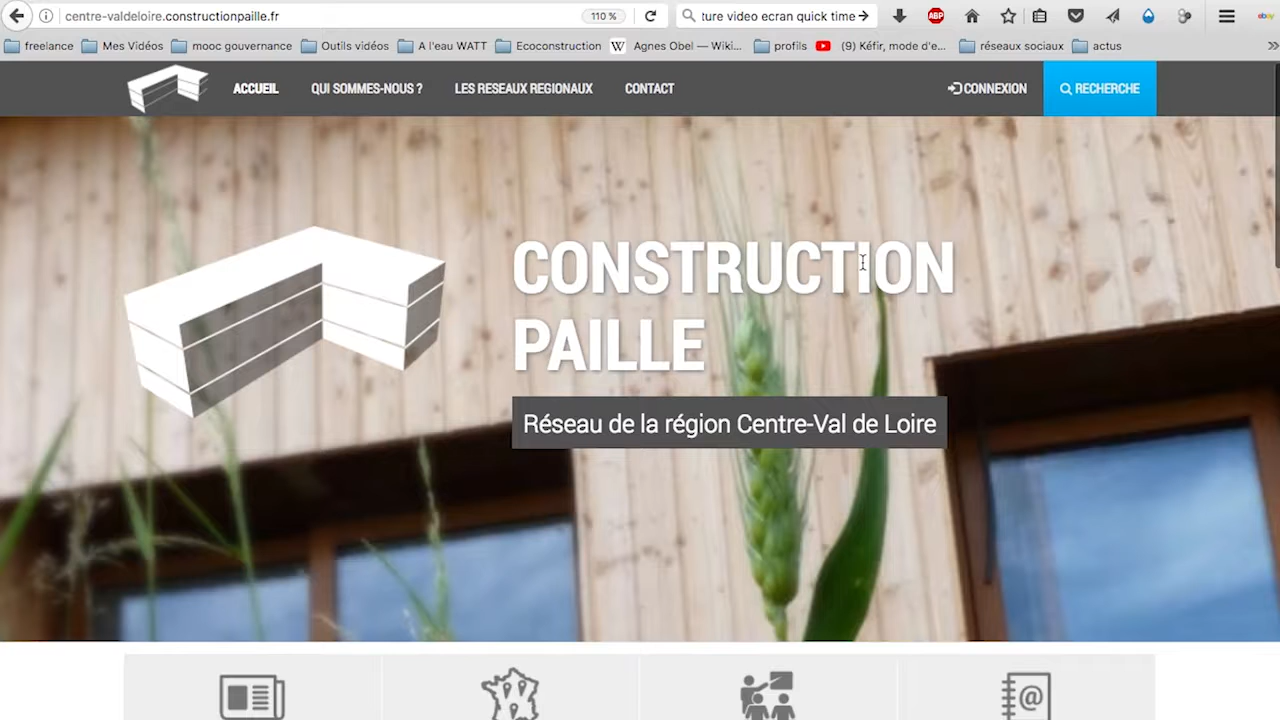 centre-valdeloire.constructionpaille.fr
110 %
ture video ecran quick time
ABP
ebay
freelance
Mes Vidéos
mooc gouvernance
Outils vidéos
A l'eau WATT
Ecoconstruction
W Agnes Obel — Wiki...
profils
(9) Kéfir, mode d'e...
réseaux sociaux
actus
ACCUEIL
QUI SOMMES-NOUS ?
LES RESEAUX REGIONAUX
CONTACT
CONNEXION
RECHERCHE
CONSTRUCTION
PAILLE
Réseau de la région Centre-Val de Loire
@